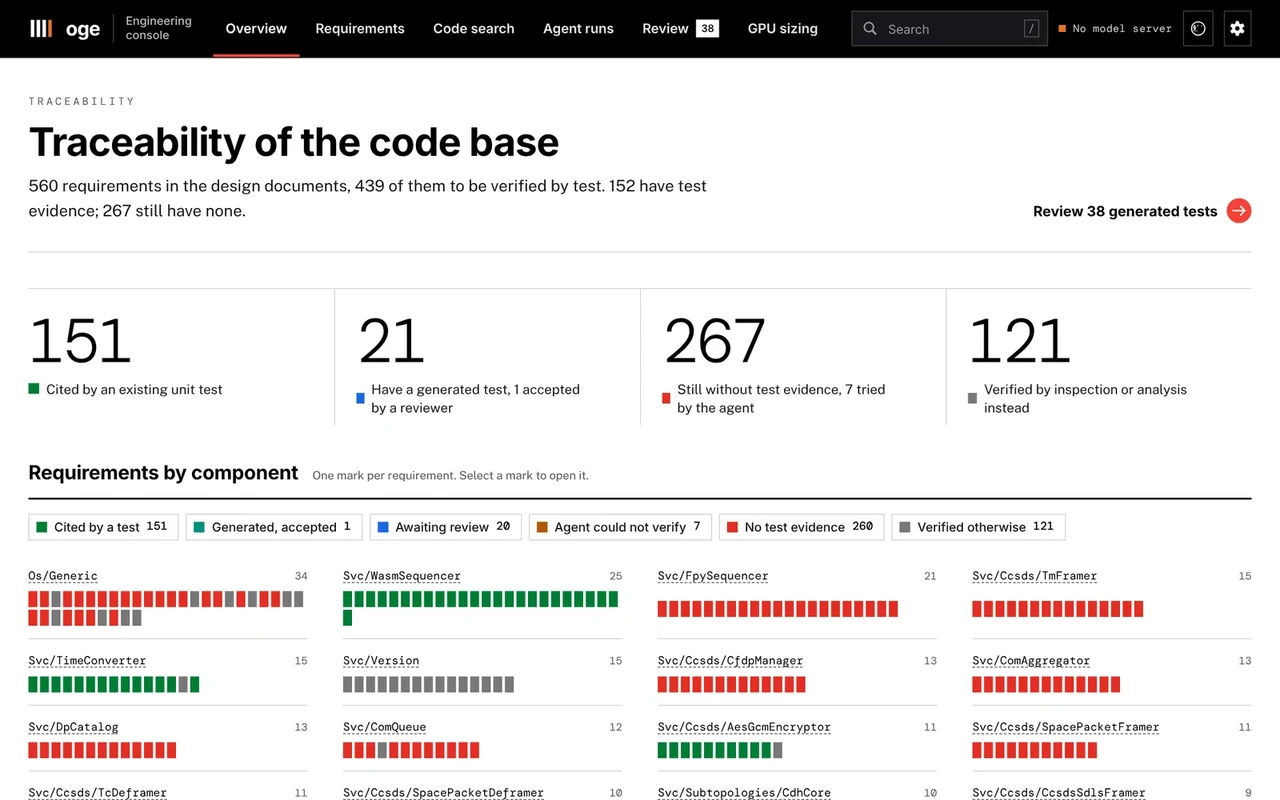 oge
Engineering
console
Overview
Requirements
Code search
Agent runs
Review 38
GPU sizing
Search /
No model server
TRACEABILITY
Traceability of the code base
560 requirements in the design documents, 439 of them to be verified by test. 152 have test
evidence; 267 still have none.
Review 38 generated tests
151
Cited by an existing unit test
21
Have a generated test, 1 accepted
by a reviewer
267
Still without test evidence, 7 tried
by the agent
121
Verified by inspection or analysis
instead
Requirements by component
One mark per requirement. Select a mark to open it.
Cited by a test 151
Generated, accepted 1
Awaiting review 20
Agent could not verify 7
No test evidence 260
Verified otherwise 121
Os/Generic 34
Svc/WasmSequencer 25
Svc/FpySequencer 21
Svc/Ccsds/TmFramer 15
Svc/TimeConverter 15
Svc/Version 15
Svc/Ccsds/CfdpManager 13
Svc/ComAggregator 13
Svc/DpCatalog 13
Svc/ComQueue 12
Svc/Ccsds/AesGcmEncryptor 11
Svc/Ccsds/SpacePacketFramer 11
Svc/Ccsds/TcDeframer 11
Svc/Ccsds/SpacePacketDeframer 10
Svc/Subtopologies/CdhCore 10
Svc/Ccsds/CcsdsSdlsFramer 9